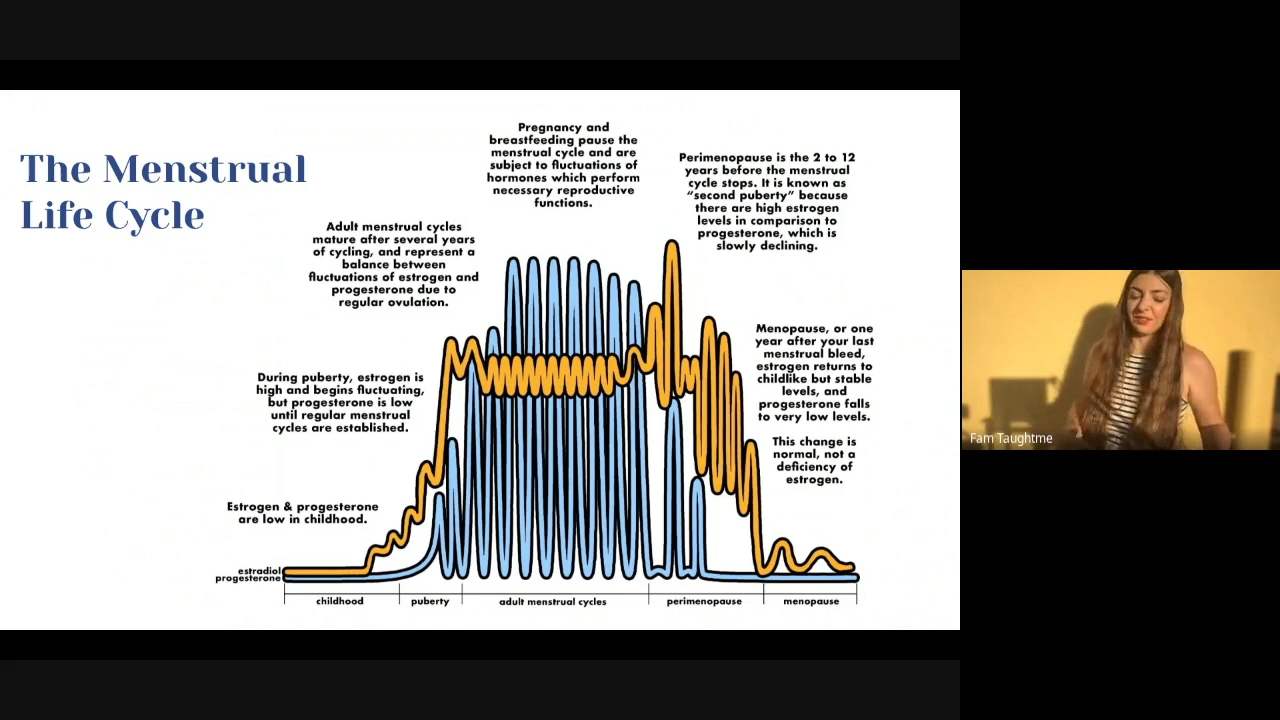 The Menstrual
Life Cycle
Pregnancy and
breastfeeding pause the
menstrual cycle and are
subject to fluctuations of
hormones which perform
necessary reproductive
functions.
Perimenopause is the 2 to 12
years before the menstrual
cycle stops. It is known as
“second puberty” because
there are high estrogen
levels in comparison to
progesterone, which is
slowly declining.
Adult menstrual cycles
mature after several years
of cycling, and represent a
balance between
fluctuations of estrogen and
progesterone due to
regular ovulation.
Menopause, or one
year after your last
menstrual bleed,
estrogen returns to
childlike but stable
levels, and
progesterone falls
to very low levels.
This change is
normal, not a
deficiency of
estrogen.
During puberty, estrogen is
high and begins fluctuating,
but progesterone is low
until regular menstrual
cycles are established.
Estrogen & progesterone
are low in childhood.
estradiol
progesterone
childhood
puberty
adult menstrual cycles
perimenopause
menopause
Fam Taughtme